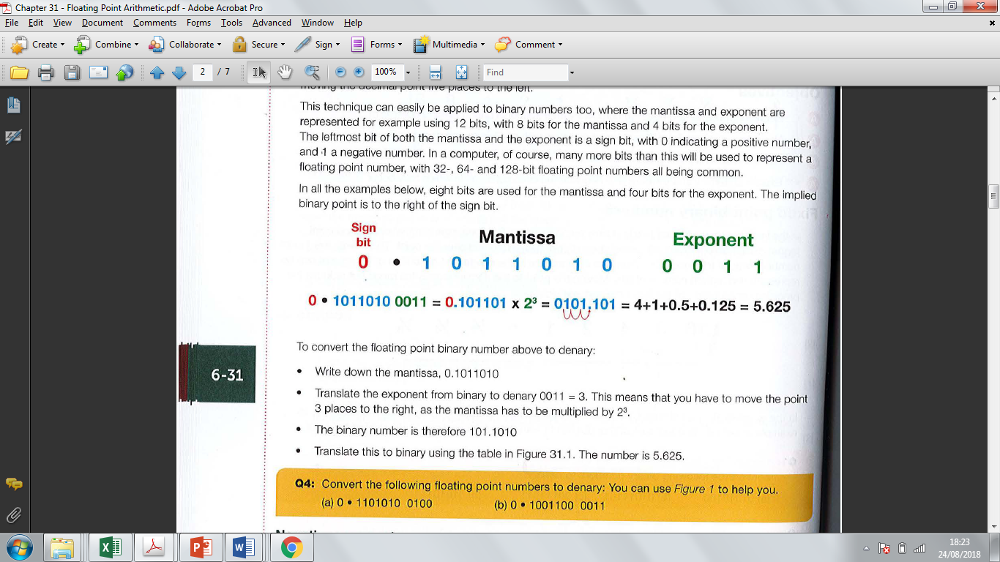 Chapter 31 - Floating Point Arithmetic.pdf - Adobe Acrobat Pro
File Edit View Document Comments Forms Tools Advanced Window Help
Create Combine Collaborate Secure Sign Forms Multimedia Comment
2 / 7 100% Find
moving the decimal point five places to the left.
This technique can easily be applied to binary numbers too, where the mantissa and exponent are
represented for example using 12 bits, with 8 bits for the mantissa and 4 bits for the exponent.
The leftmost bit of both the mantissa and the exponent is a sign bit, with 0 indicating a positive number,
and 1 a negative number. In a computer, of course, many more bits than this will be used to represent a
floating point number, with 32-, 64- and 128-bit floating point numbers all being common.
In all the examples below, eight bits are used for the mantissa and four bits for the exponent. The implied
binary point is to the right of the sign bit.
Sign
bit Mantissa Exponent
0 • 1 0 1 1 0 1 0 0 0 1 1
0 • 1011010 0011 = 0.101101 x 2³ = 0101.101 = 4+1+0.5+0.125 = 5.625
To convert the floating point binary number above to denary:
6-31
• Write down the mantissa, 0.1011010
• Translate the exponent from binary to denary 0011 = 3. This means that you have to move the point
3 places to the right, as the mantissa has to be multiplied by 2³.
• The binary number is therefore 101.1010
• Translate this to binary using the table in Figure 31.1. The number is 5.625.
Q4: Convert the following floating point numbers to denary: You can use Figure 1 to help you.
(a) 0 • 1101010 0100 (b) 0 • 1001100 0011
18:23
24/08/2018